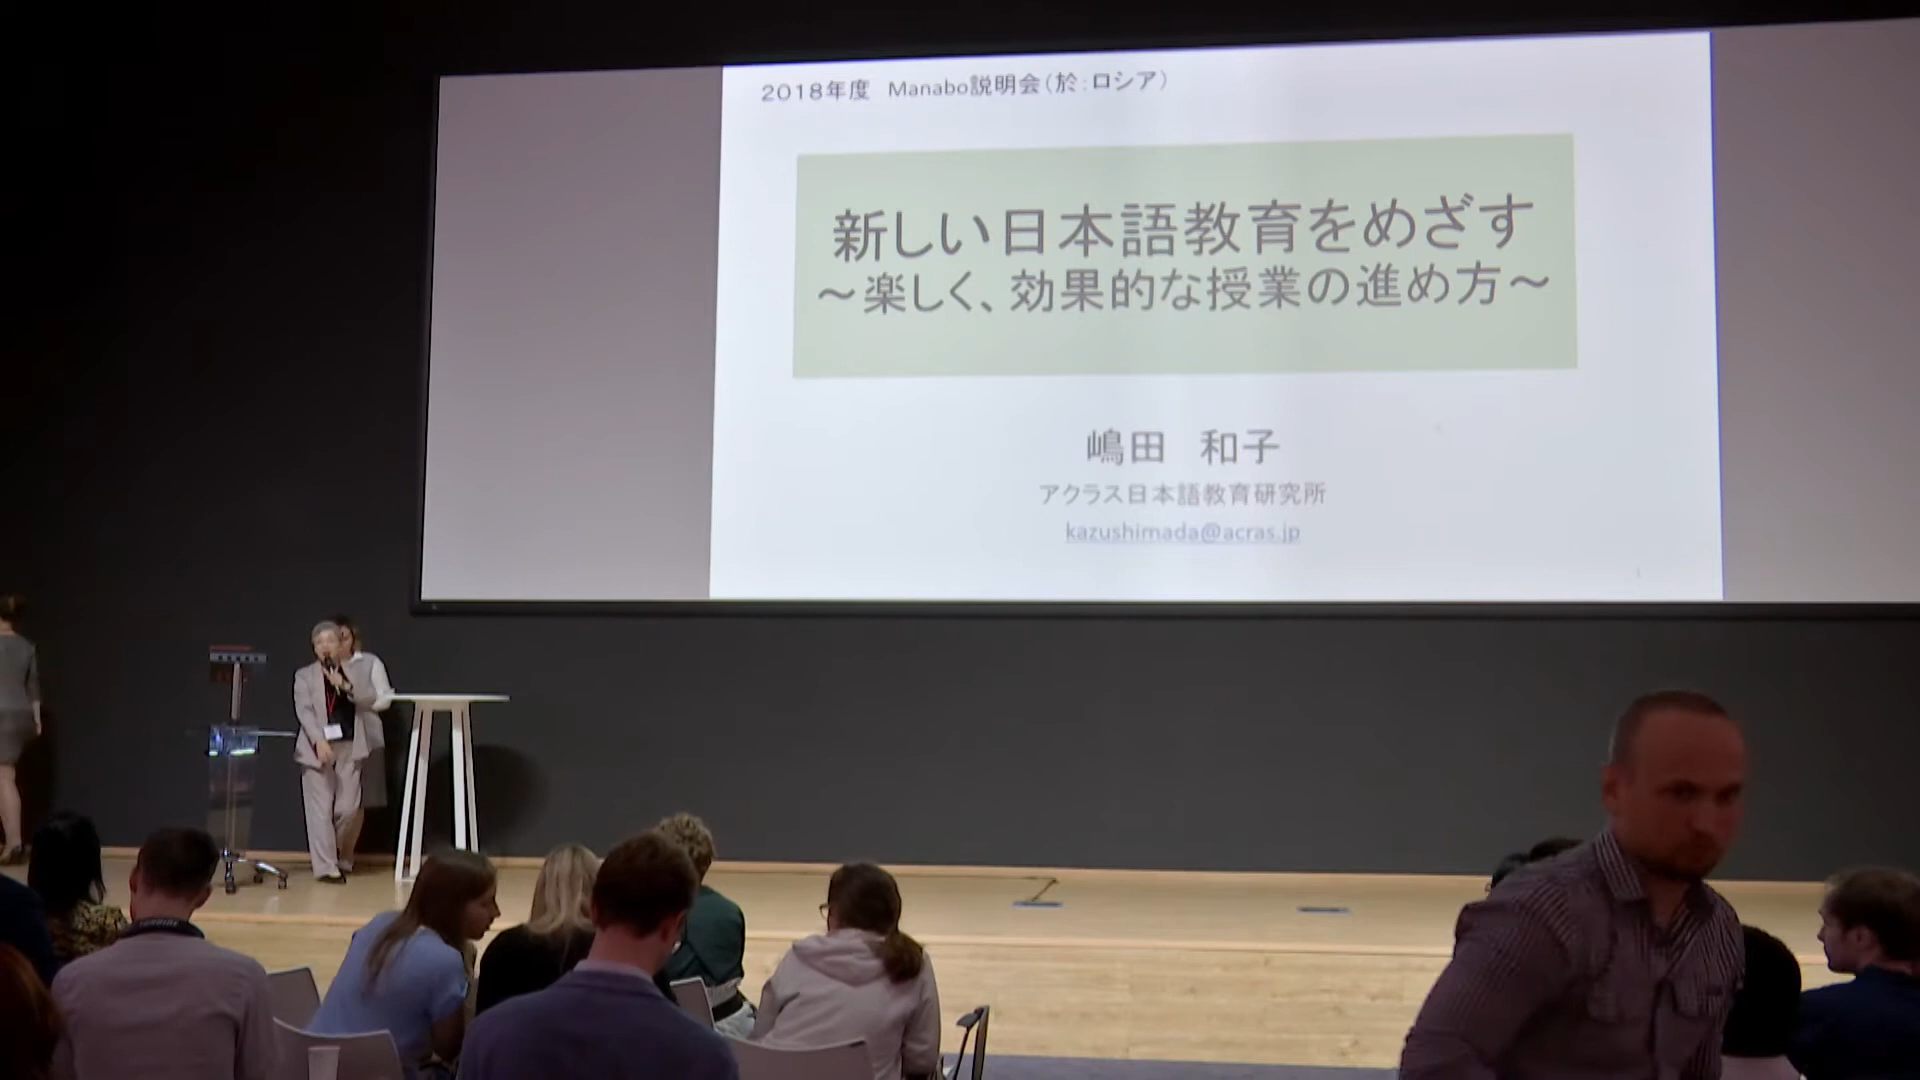 2018年度　Manabo説明会（於：ロシア）
新しい日本語教育をめざす
～楽しく、効果的な授業の進め方～
嶋田　和子
アクラス日本語教育研究所
kazushimada@acras.jp
1